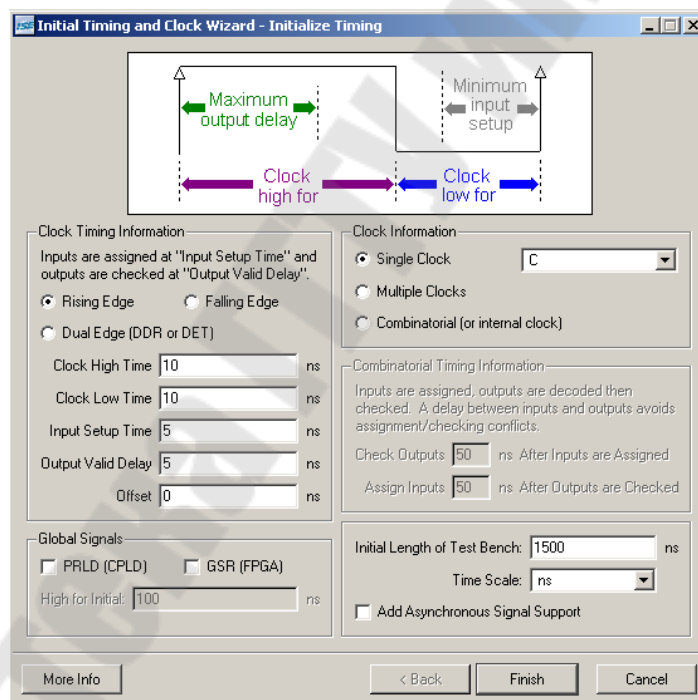 ISE Initial Timing and Clock Wizard - Initialize Timing
Maximum
output delay
Minimum
input
setup
Clock
high for
Clock
low for
Clock Timing Information
Inputs are assigned at "Input Setup Time" and
outputs are checked at "Output Valid Delay".
Rising Edge Falling Edge
Dual Edge (DDR or DET)
Clock High Time 10 ns
Clock Low Time 10 ns
Input Setup Time 5 ns
Output Valid Delay 5 ns
Offset 0 ns
Global Signals
PRLD (CPLD) GSR (FPGA)
High for Initial: 100 ns
Clock Information
Single Clock C
Multiple Clocks
Combinatorial (or internal clock)
Combinatorial Timing Information
Inputs are assigned, outputs are decoded then
checked. A delay between inputs and outputs avoids
assignment/checking conflicts.
Check Outputs 50 ns After Inputs are Assigned
Assign Inputs 50 ns After Outputs are Checked
Initial Length of Test Bench: 1500 ns
Time Scale: ns
Add Asynchronous Signal Support
More Info < Back Finish Cancel